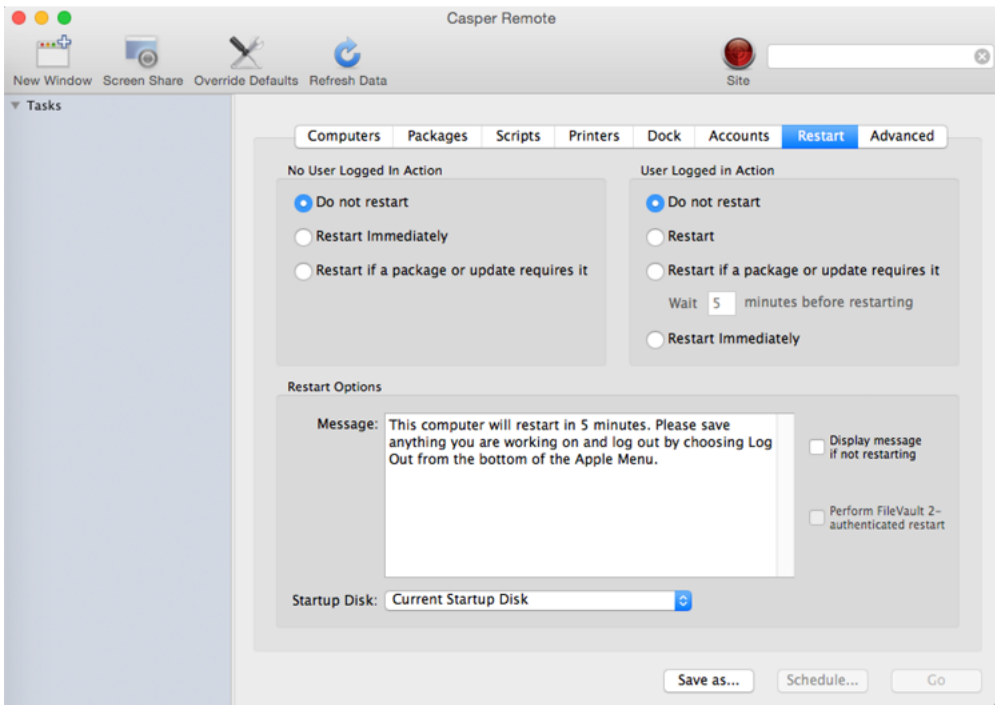 Casper Remote
New Window
Screen Share
Override Defaults
Refresh Data
Site
Tasks
Computers
Packages
Scripts
Printers
Dock
Accounts
Restart
Advanced
No User Logged In Action
Do not restart
Restart Immediately
Restart if a package or update requires it
User Logged in Action
Do not restart
Restart
Restart if a package or update requires it
Wait 5 minutes before restarting
Restart Immediately
Restart Options
Message:
This computer will restart in 5 minutes. Please save
anything you are working on and log out by choosing Log
Out from the bottom of the Apple Menu.
Display message
if not restarting
Perform FileVault 2-
authenticated restart
Startup Disk: Current Startup Disk
Save as...
Schedule...
Go